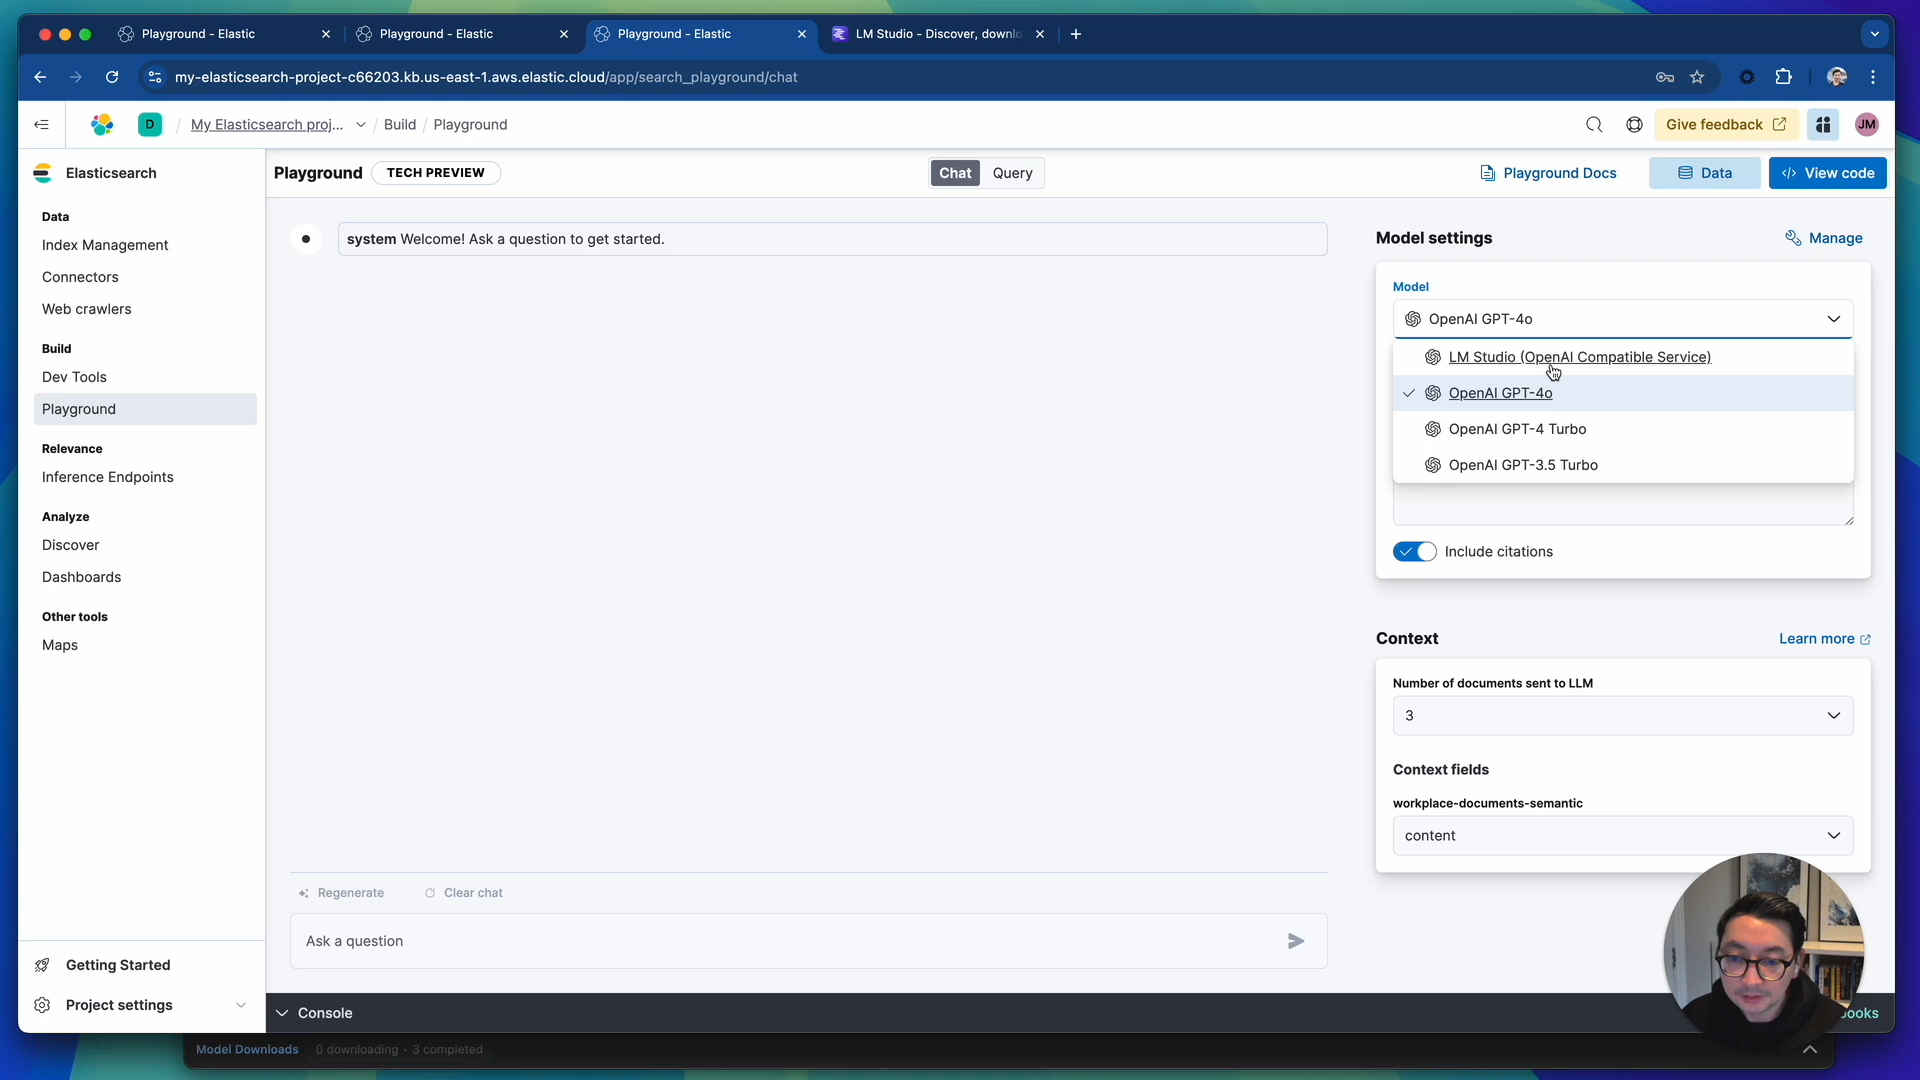 Playground - Elastic
Playground - Elastic
Playground - Elastic
LM Studio - Discover, downlo
my-elasticsearch-project-c66203.kb.us-east-1.aws.elastic.cloud/app/search_playground/chat
D / My Elasticsearch proj... / Build / Playground
Give feedback
JM
Elasticsearch
Playground
TECH PREVIEW
Chat
Query
Playground Docs
Data
View code
Data
Index Management
Connectors
Web crawlers
Build
Dev Tools
Playground
Relevance
Inference Endpoints
Analyze
Discover
Dashboards
Other tools
Maps
Getting Started
Project settings
system Welcome! Ask a question to get started.
Regenerate
Clear chat
Ask a question
Model settings
Manage
Model
OpenAI GPT-4o
LM Studio (OpenAI Compatible Service)
OpenAI GPT-4o
OpenAI GPT-4 Turbo
OpenAI GPT-3.5 Turbo
Include citations
Context
Learn more
Number of documents sent to LLM
3
Context fields
workplace-documents-semantic
content
Console
ooks
Model Downloads 0 downloading • 3 completed